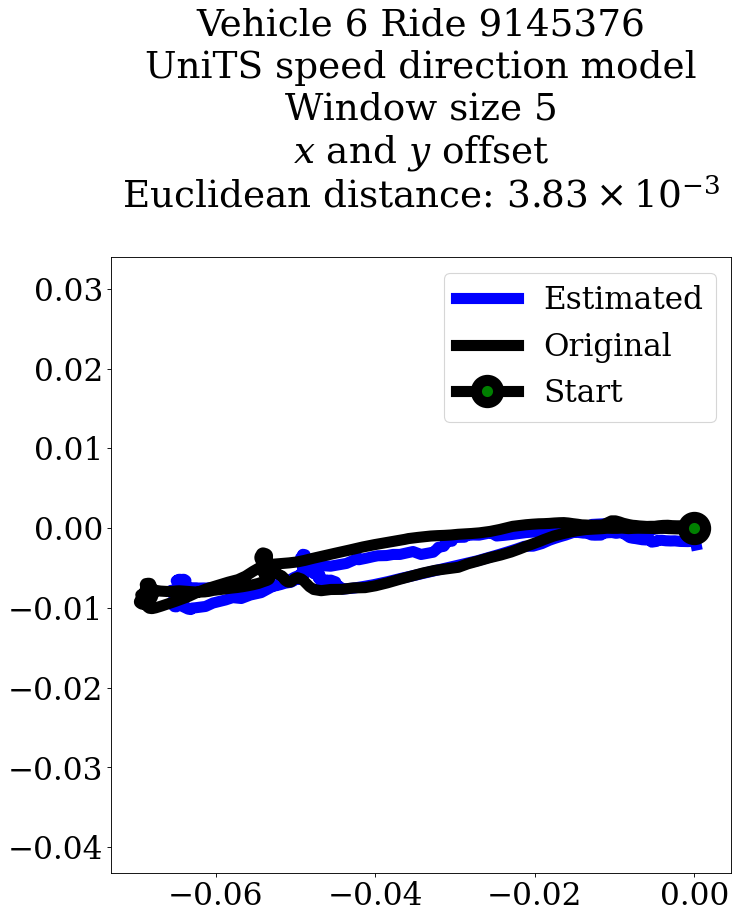 Vehicle 6 Ride 9145376
UniTS speed direction model
Window size 5
x and y offset
Euclidean distance: 3.83 × 10⁻³
Estimated
Original
Start
0.03
0.02
0.01
0.00
−0.01
−0.02
−0.03
−0.04
−0.06 −0.04 −0.02 0.00